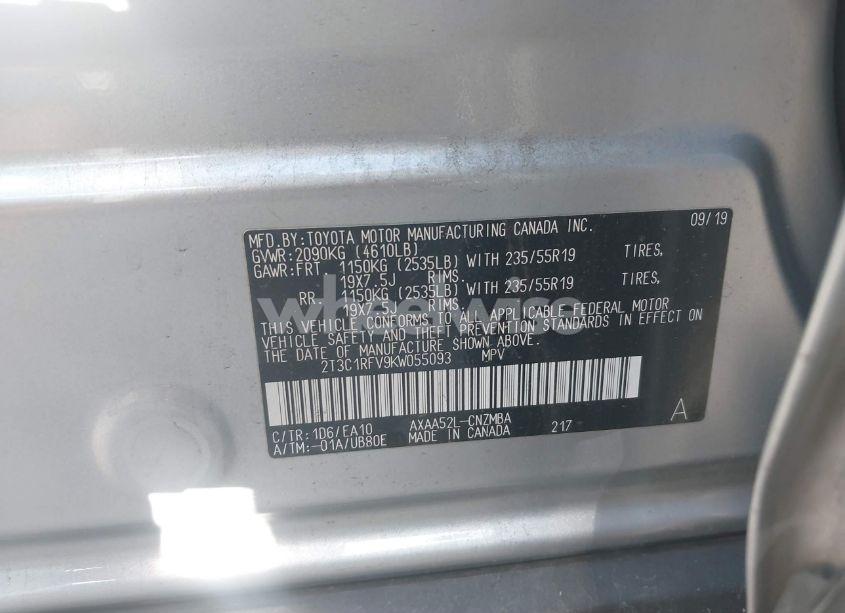 MFD.BY:TOYOTA MOTOR MANUFACTURING CANADA INC. 09/19
GVWR:2090KG (4610LB)
GAWR:FRT. 1150KG (2535LB) WITH 235/55R19 TIRES,
19X7.5J RIMS.
RR. 1150KG (2535LB) WITH 235/55R19 TIRES,
19X7.5J RIMS.
THIS VEHICLE CONFORMS TO ALL APPLICABLE FEDERAL MOTOR
VEHICLE SAFETY AND THEFT PREVENTION STANDARDS IN EFFECT ON
THE DATE OF MANUFACTURE SHOWN ABOVE.
2T3C1RFV9KW055093 MPV
C/TR: 1D6/EA10 AXAA52L-CNZMBA 217 A
A/TM:-01A/UB80E MADE IN CANADA
wheelwise